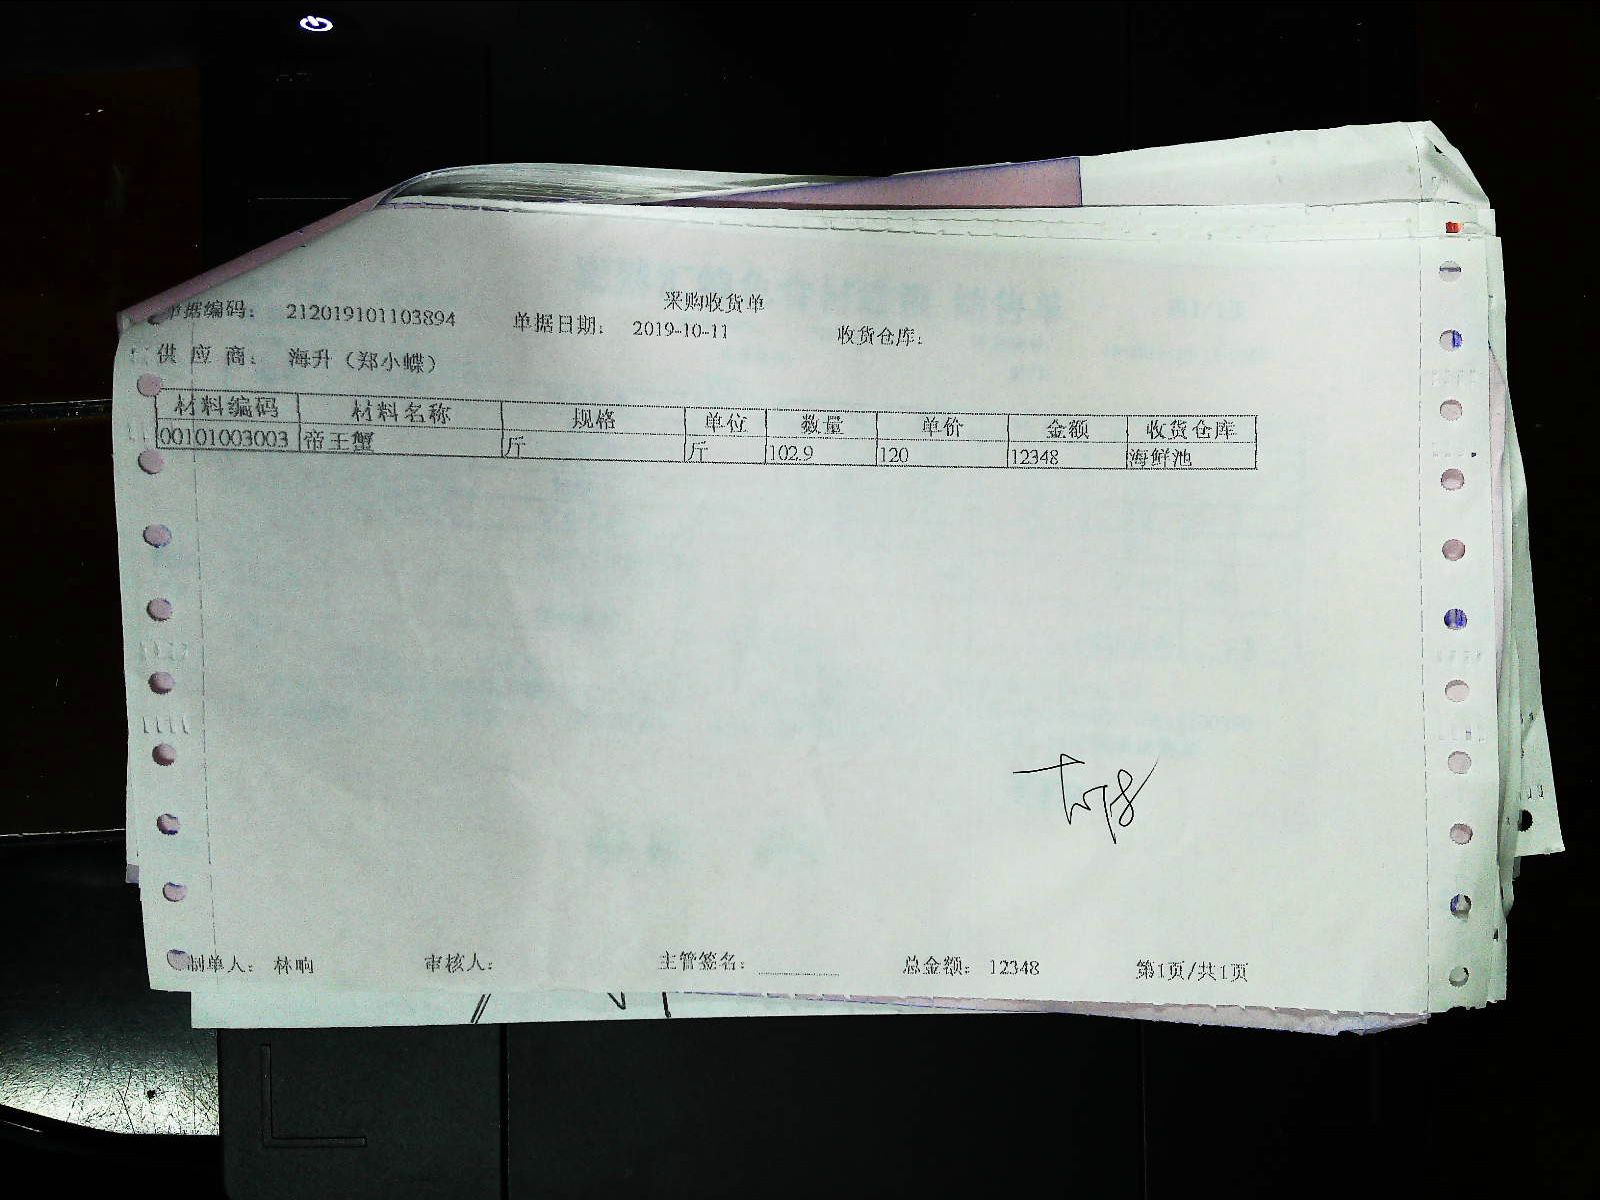 采购收货单
单据编码： 212019101103894 单据日期： 2019-10-11 收货仓库：
供 应 商： 海升（郑小蝶）
材料编码 材料名称 规格 单位 数量 单价 金额 收货仓库
00101003003 帝王蟹 斤 斤 102.9 120 12348 海鲜池
制单人： 林响 审核人： 主管签名： 总金额： 12348 第1页/共1页